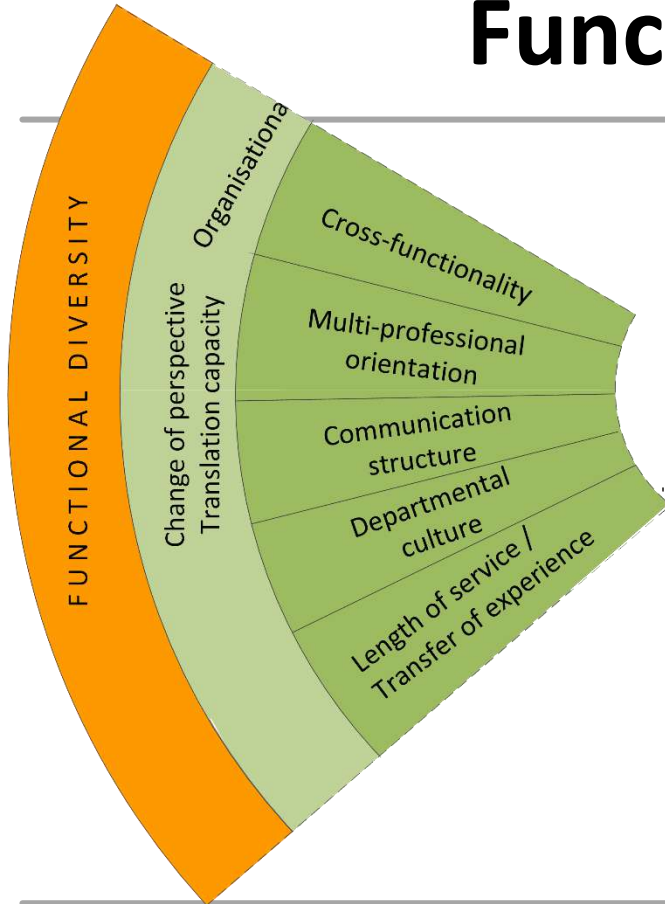 Func
FUNCTIONAL DIVERSITY
Organisationa
Change of perspective
Translation capacity
Cross-functionality
Multi-professional
orientation
Communication
structure
Departmental
culture
Length of service /
Transfer of experience